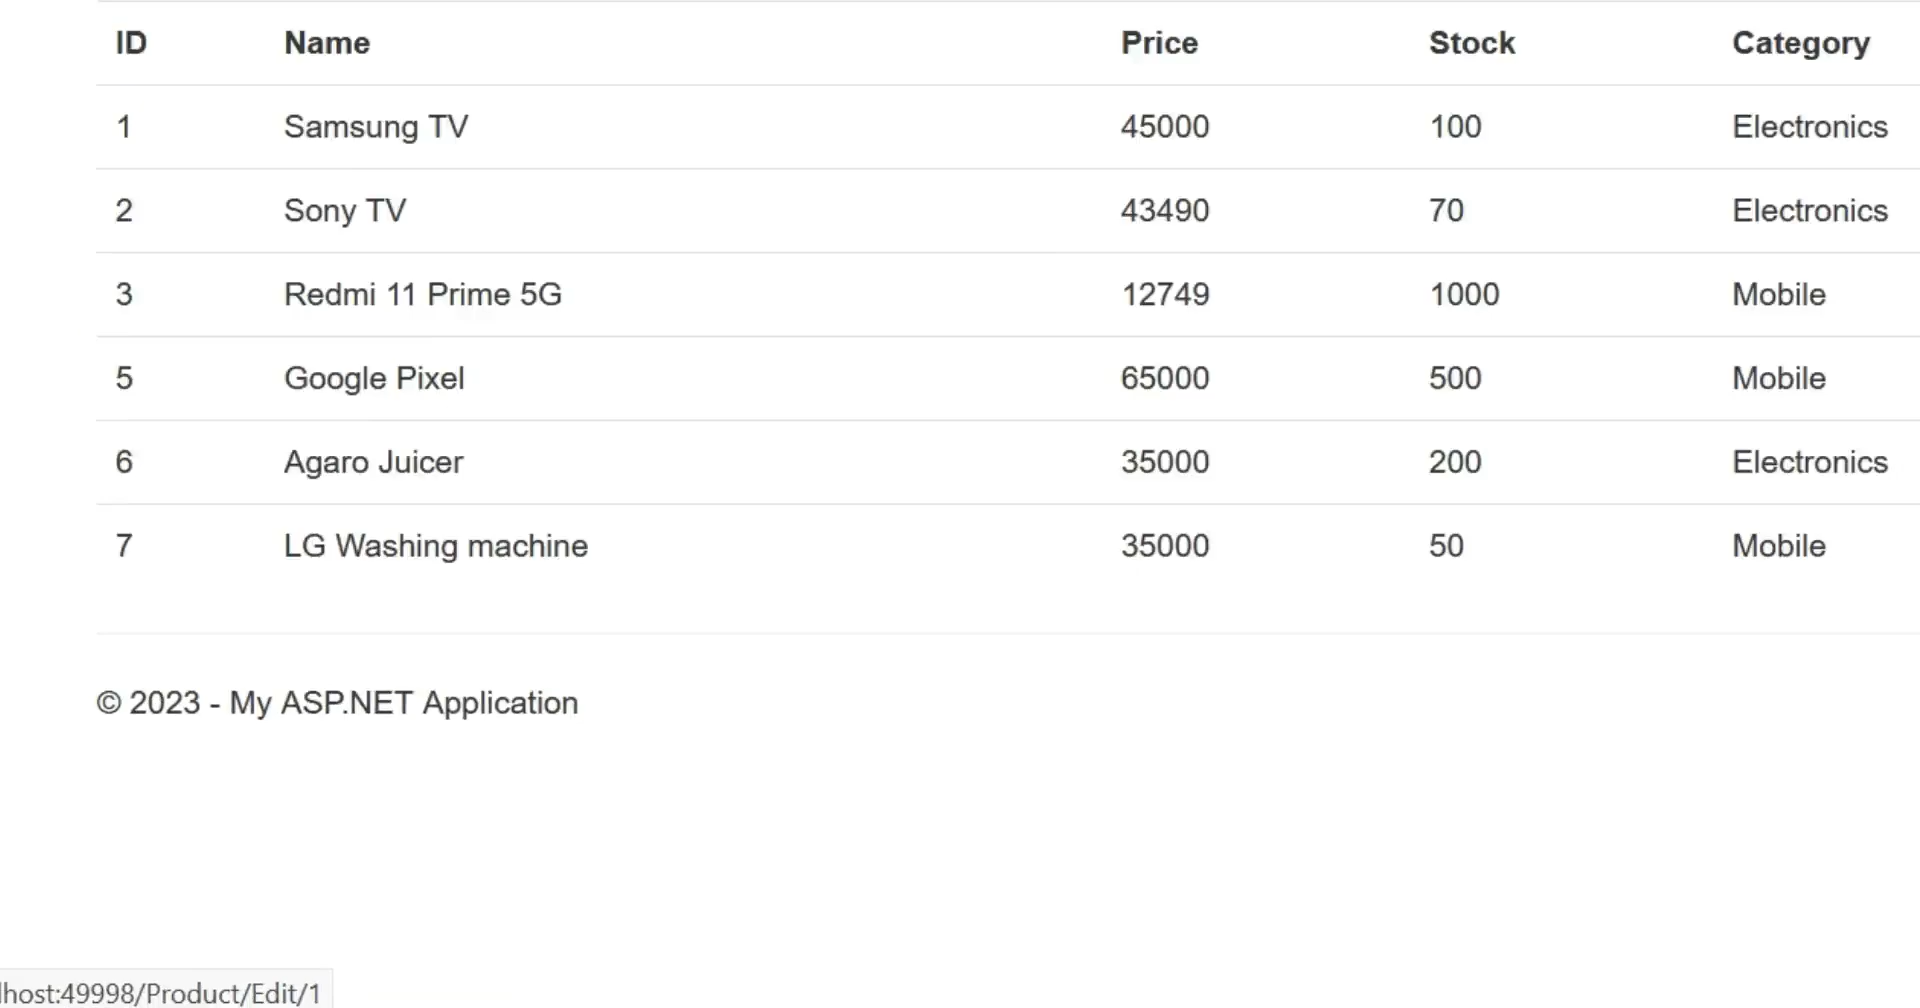 ID Name Price Stock Category
1 Samsung TV 45000 100 Electronics
2 Sony TV 43490 70 Electronics
3 Redmi 11 Prime 5G 12749 1000 Mobile
5 Google Pixel 65000 500 Mobile
6 Agaro Juicer 35000 200 Electronics
7 LG Washing machine 35000 50 Mobile
© 2023 - My ASP.NET Application
lhost:49998/Product/Edit/1